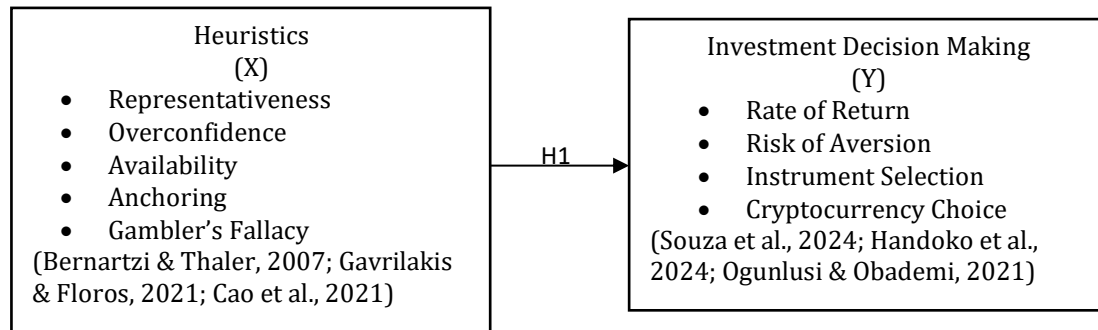 Heuristics
(X)
• Representativeness
• Overconfidence
• Availability
• Anchoring
• Gambler’s Fallacy
(Bernartzi & Thaler, 2007; Gavrilakis
& Floros, 2021; Cao et al., 2021)
H1
Investment Decision Making
(Y)
• Rate of Return
• Risk of Aversion
• Instrument Selection
• Cryptocurrency Choice
(Souza et al., 2024; Handoko et al.,
2024; Ogunlusi & Obademi, 2021)